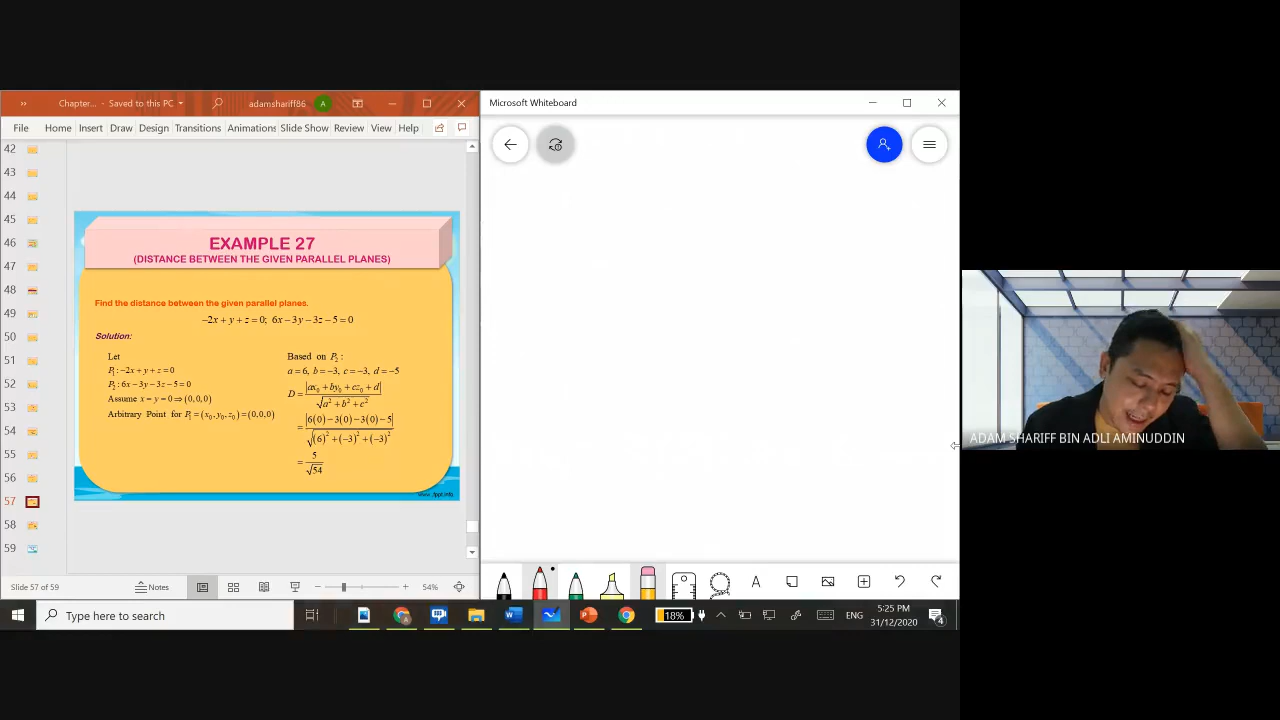 Chapter... - Saved to this PC
adamshariff86
A
File Home Insert Draw Design Transitions Animations Slide Show Review View Help
42
43
44
45
46
47
48
49
50
51
52
53
54
55
56
57
58
59
EXAMPLE 27
(DISTANCE BETWEEN THE GIVEN PARALLEL PLANES)
Find the distance between the given parallel planes.
−2x + y + z = 0; 6x − 3y − 3z − 5 = 0
Solution:
Let
P₁ : −2x + y + z = 0
P₂ : 6x − 3y − 3z − 5 = 0
Assume x = y = 0 ⇒ (0,0,0)
Arbitrary Point for P₁ = (x₀, y₀, z₀) = (0,0,0)
Based on P₂ :
a = 6, b = −3, c = −3, d = −5
D = |ax₀ + by₀ + cz₀ + d| / √(a² + b² + c²)
= |6(0) − 3(0) − 3(0) − 5| / √((6)² + (−3)² + (−3)²)
= 5 / √54
Slide 57 of 59
Notes
54%
Microsoft Whiteboard
A
ADAM SHARIFF BIN ADLI AMINUDDIN
Type here to search
18%
ENG
5:25 PM
31/12/2020
4